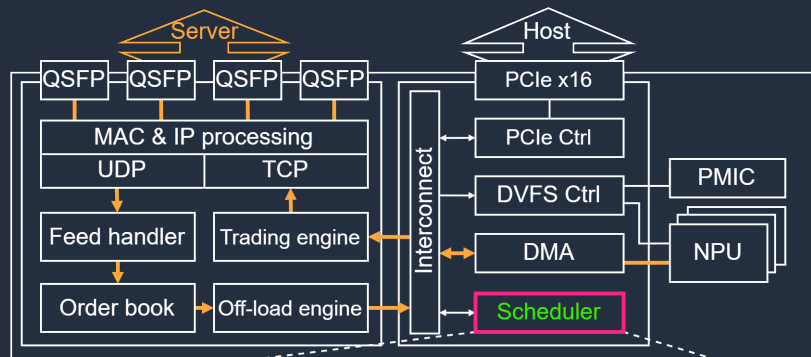 Server
Host
QSFP
QSFP
QSFP
QSFP
PCIe x16
MAC & IP processing
UDP
TCP
Feed handler
Trading engine
Order book
Off-load engine
Interconnect
PCIe Ctrl
DVFS Ctrl
PMIC
DMA
NPU
Scheduler